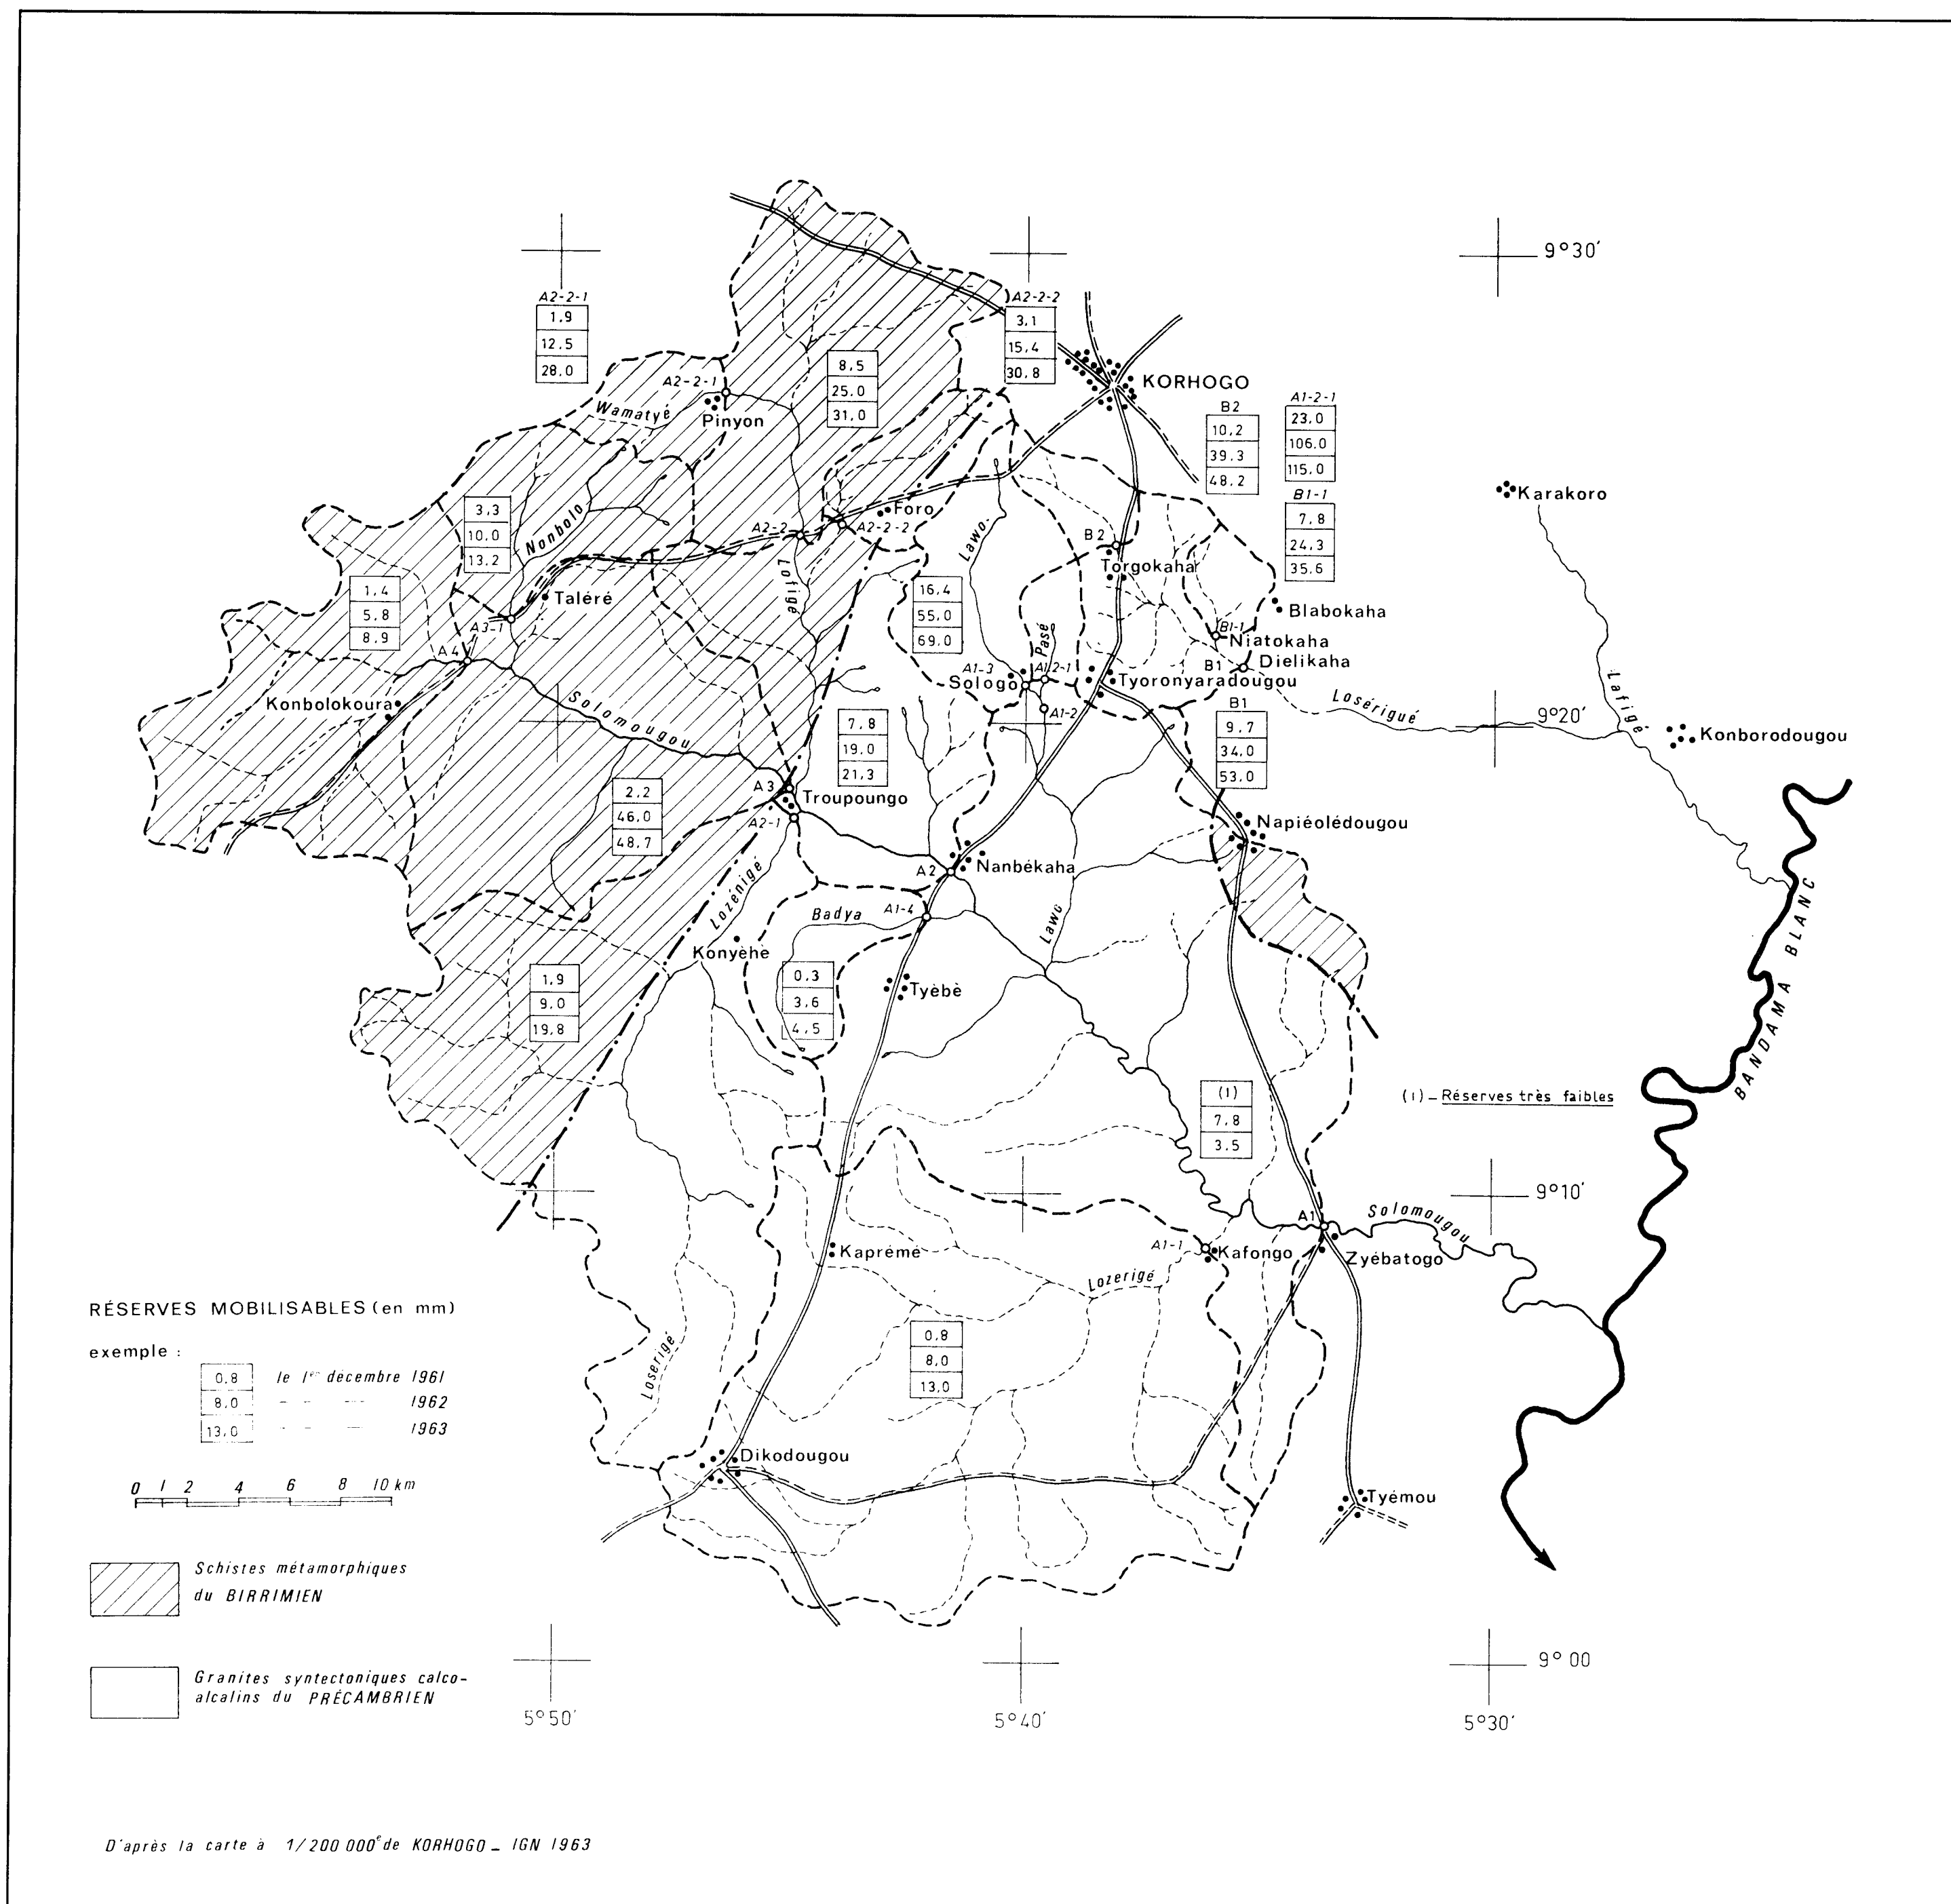 9°30′
A2-2-1
1,9
12.5
28.0
A2-2-2
3,1
15,4
30,8
8,5
25.0
31.0
KORHOGO
A2-2-1
Wamatyé
Pinyon
B2
10,2
39.3
48.2
A1-2-1
23,0
106.0
115.0
B1-1
7,8
24,3
35,6
Karakoro
3,3
10.0
13.2
Nonbolo
A2-2
A2-2-2
Foro
Lawo-
B2
Torgokaha
Lofigé
1,4
5,8
8,9
Taléré
A3-1
16,4
55,0
69,0
Blabokaha
B1-1
Niatokaha
Pasé
A4
A1-3
A1-2-1
B1
Dielikaha
Sologo
Tyoronyaradougou
Konbolokoura
Solomougou
A1-2
Losérigué
9°20′
Lafigé
Konborodougou
B1
9.7
34.0
53.0
7,8
19.0
21,3
A3
Troupoungo
A2-1
2,2
46.0
48,7
Napiéolédougou
A2
Nanbékaha
Lozénigé
Badya
A1-4
Lawo
BANDAMA BLANC
Konyèhè
1,9
9.0
19.8
0.3
3,6
4,5
Tyèbè
(1)
7,8
3.5
(1)_ Réserves très faibles
9°10′
A1
Solomougou
A1-1
Kafongo
Zyébatogo
Kaprémé
Lozerigé
RÉSERVES MOBILISABLES (en mm)
exemple :
0,8 le 1er décembre 1961
8,0 - - - 1962
13,0 - - - 1963
Loserigé
0,8
8,0
13,0
Dikodougou
0 1 2 4 6 8 10 km
Tyémou
Schistes métamorphiques
du BIRRIMIEN
Granites syntectoniques calco-
alcalins du PRÉCAMBRIEN
9°00
5°50′
5°40′
5°30′
D'après la carte à 1/200 000e de KORHOGO _ IGN 1963